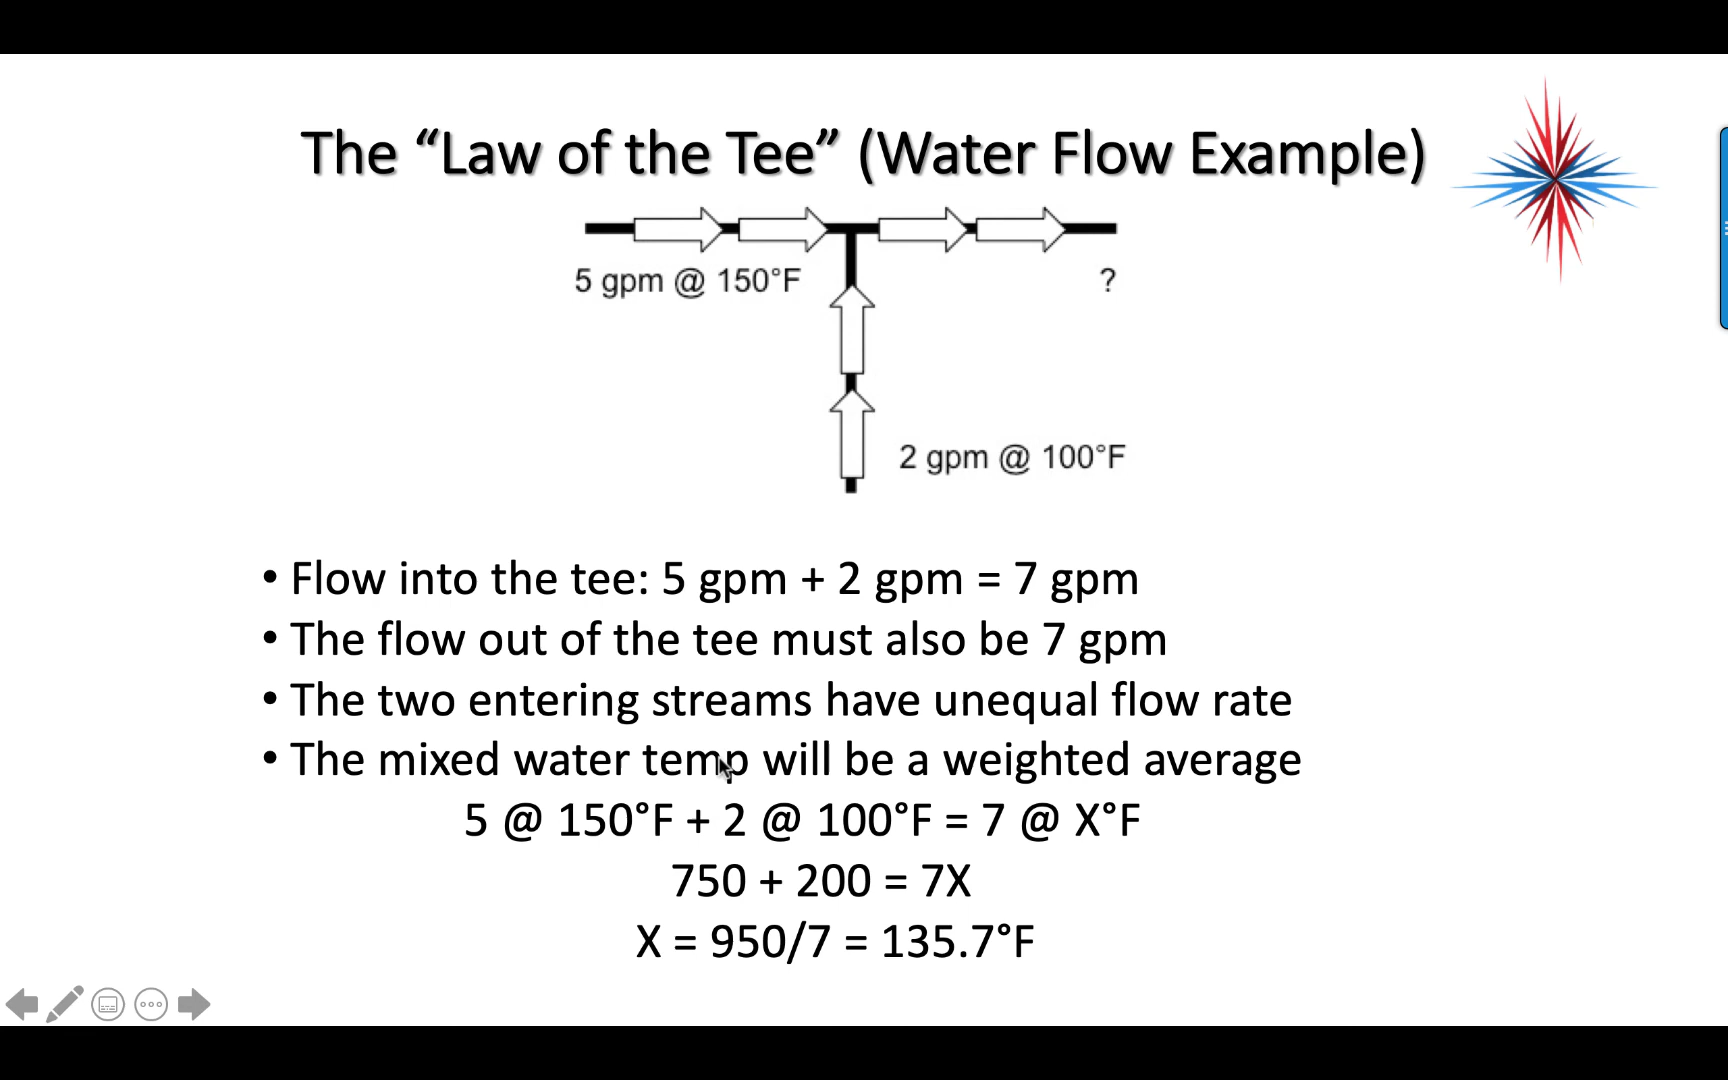 The “Law of the Tee” (Water Flow Example)
5 gpm @ 150°F
?
2 gpm @ 100°F
• Flow into the tee: 5 gpm + 2 gpm = 7 gpm
• The flow out of the tee must also be 7 gpm
• The two entering streams have unequal flow rate
• The mixed water temp will be a weighted average
5 @ 150°F + 2 @ 100°F = 7 @ X°F
750 + 200 = 7X
X = 950/7 = 135.7°F